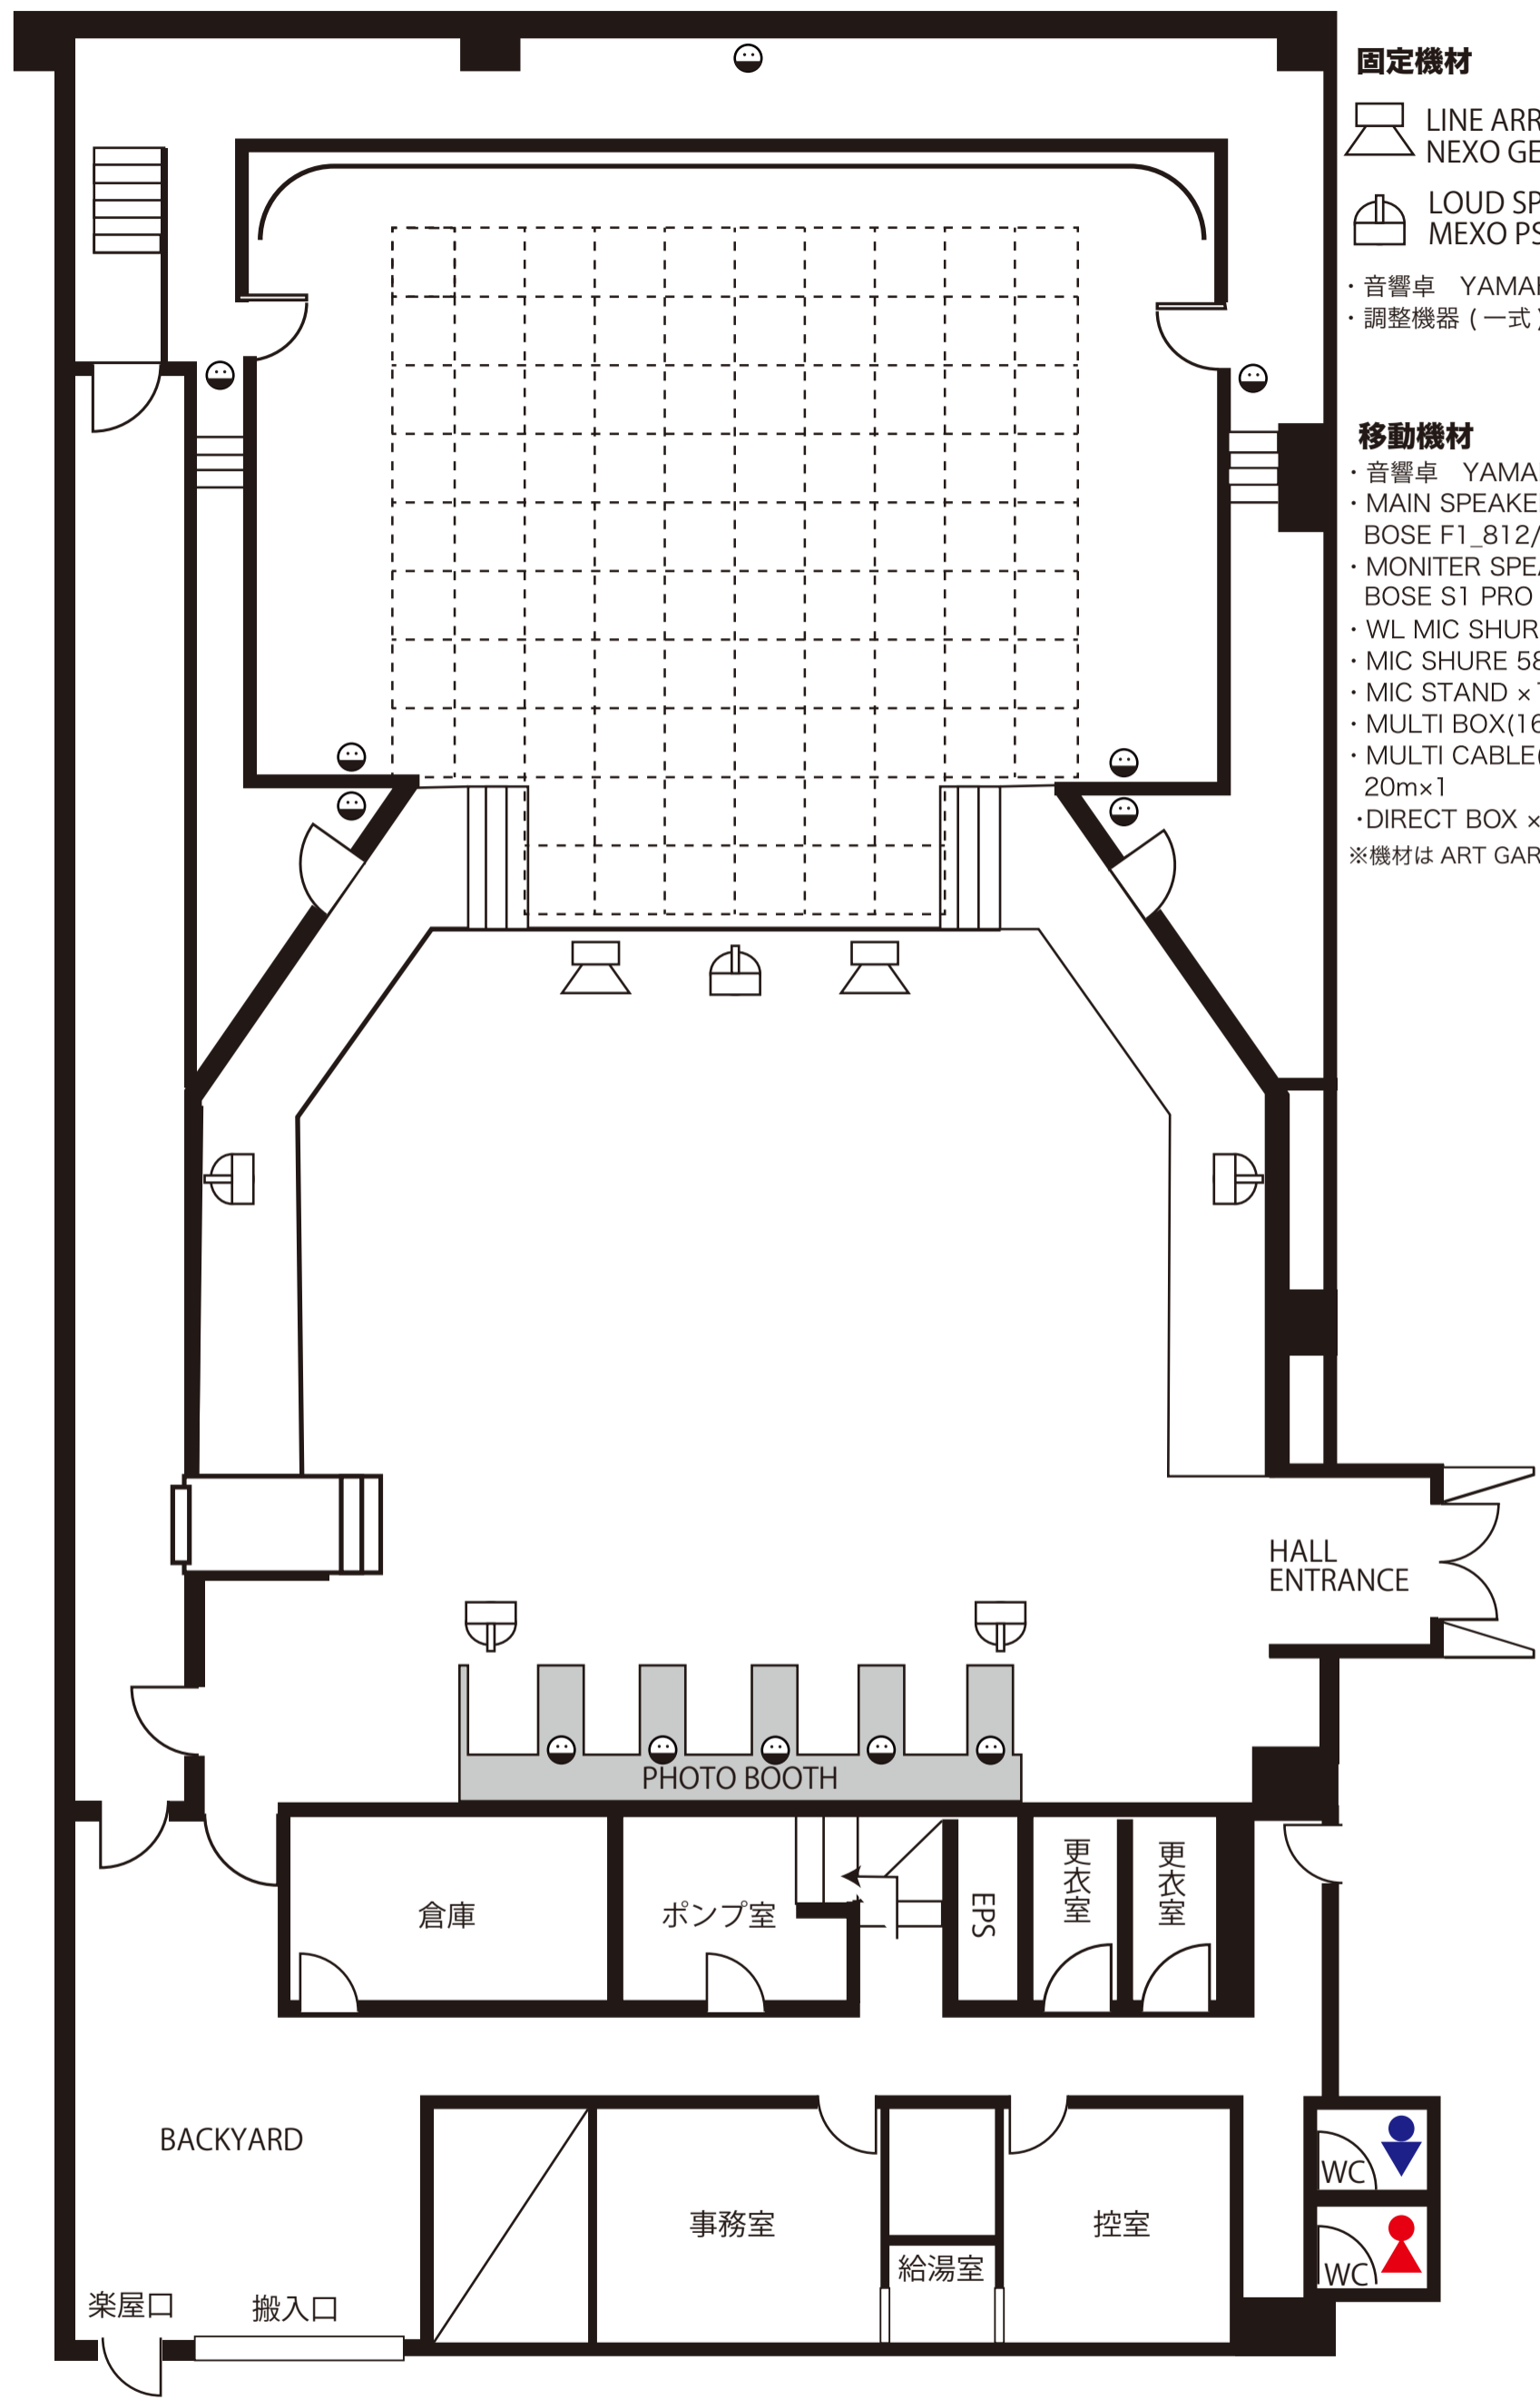 固定機材
LINE ARR
NEXO GE
LOUD SP
MEXO PS
・音響卓　YAMAH
・調整機器 ( 一式 )
移動機材
・音響卓　YAMA
・MAIN SPEAKE
BOSE F1_812/
・MONITER SPEA
BOSE S1 PRO
・WL MIC SHUR
・MIC SHURE 58
・MIC STAND ×1
・MULTI BOX(16
・MULTI CABLE(
20m×1
・DIRECT BOX ×
※機材は ART GAR
HALL
ENTRANCE
PHOTO BOOTH
倉庫
ポンプ室
EPS
更衣室
更衣室
BACKYARD
事務室
給湯室
控室
WC
WC
楽屋口
搬入口